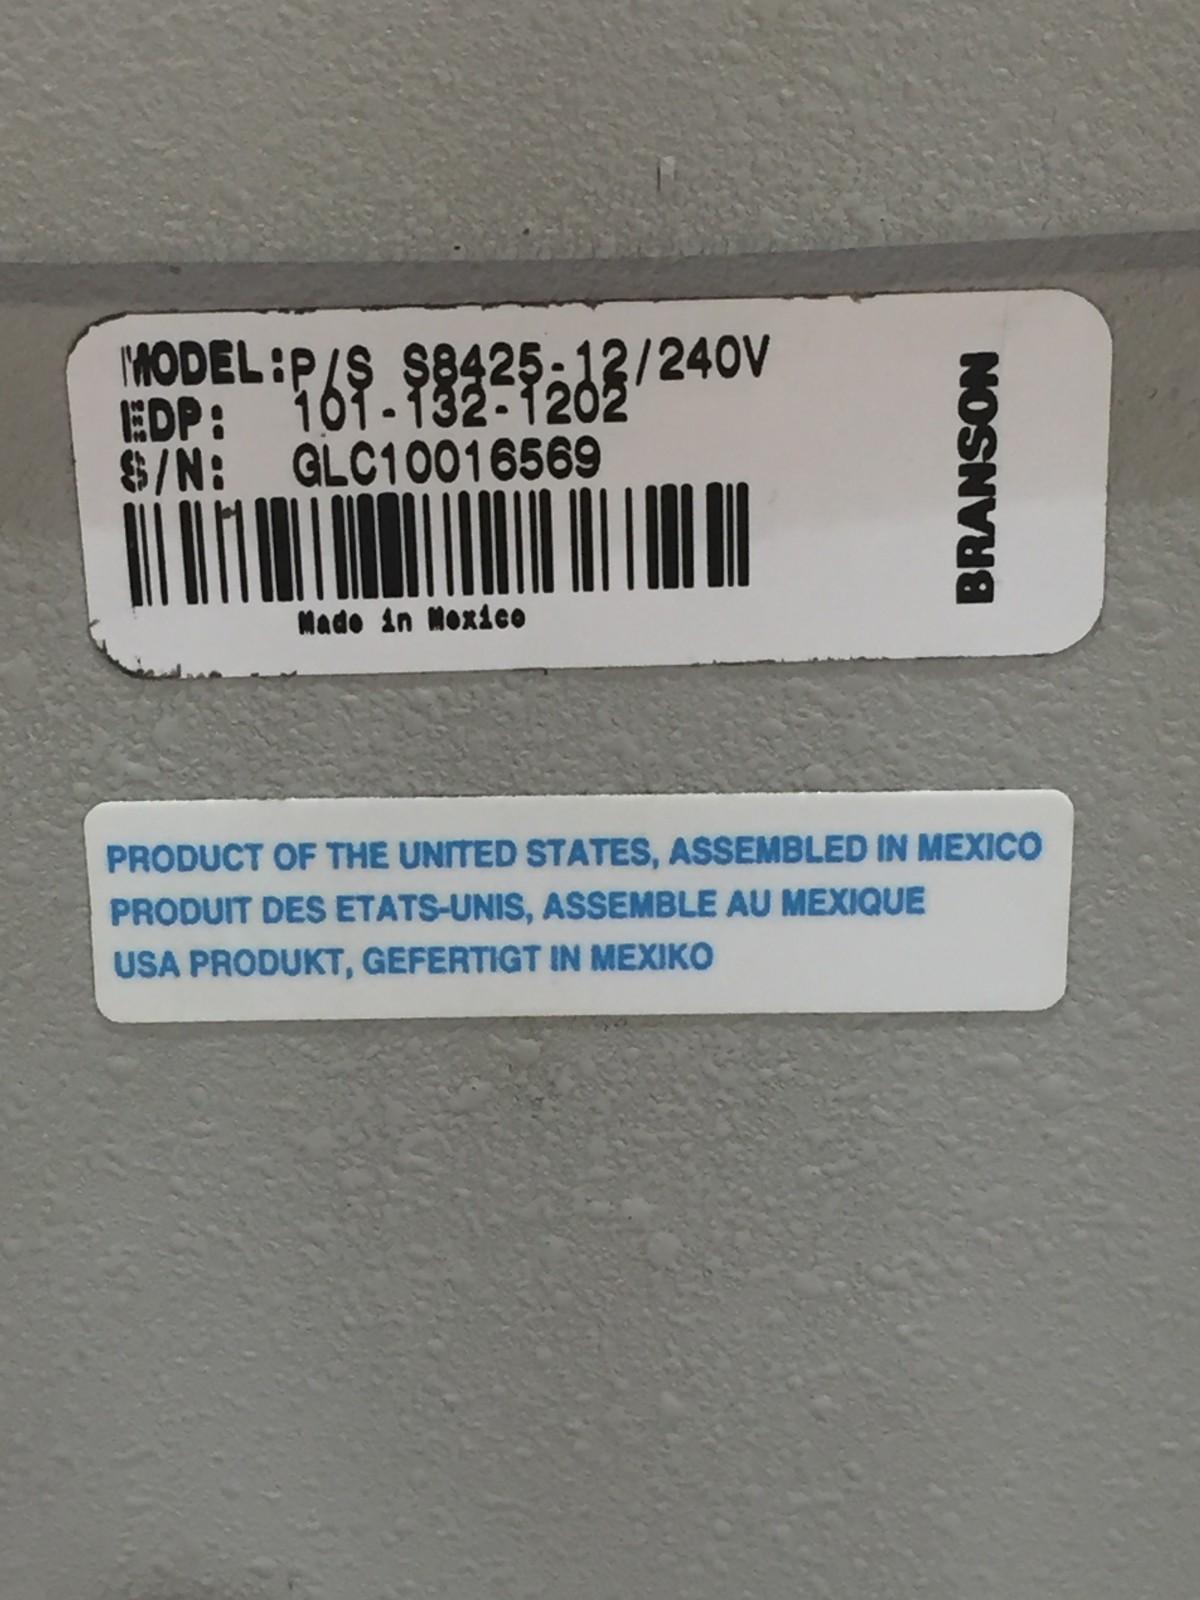 MODEL: P/S S8425-12/240V
EDP: 101-132-1202
S/N: GLC10016569
Made in Mexico
BRANSON
PRODUCT OF THE UNITED STATES, ASSEMBLED IN MEXICO
PRODUIT DES ETATS-UNIS, ASSEMBLE AU MEXIQUE
USA PRODUKT, GEFERTIGT IN MEXIKO